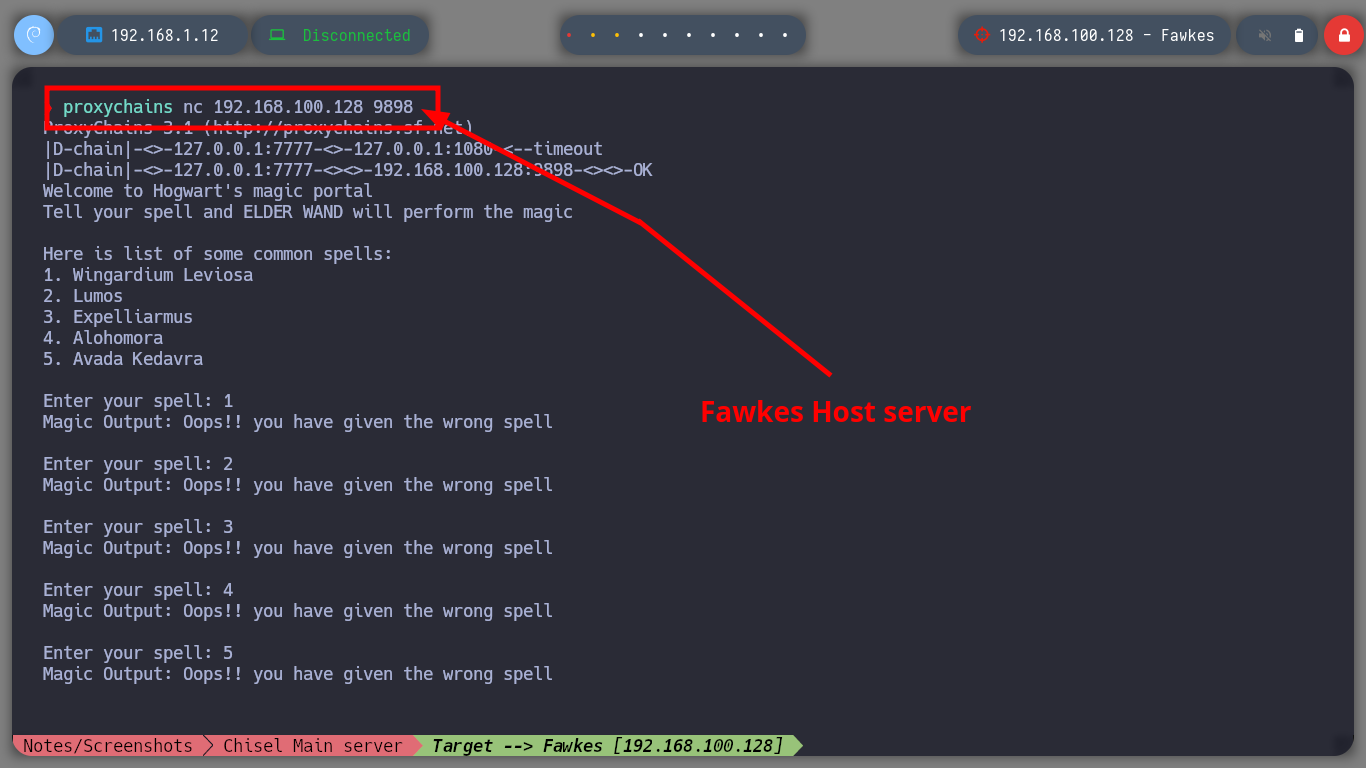 192.168.1.12
Disconnected
192.168.100.128 - Fawkes
proxychains nc 192.168.100.128 9898
ProxyChains-3.1 (http://proxychains.sf.net)
|D-chain|-<>-127.0.0.1:7777-<>-127.0.0.1:1080-<--timeout
|D-chain|-<>-127.0.0.1:7777-<><>-192.168.100.128:9898-<><>-OK
Welcome to Hogwart's magic portal
Tell your spell and ELDER WAND will perform the magic
Here is list of some common spells:
1. Wingardium Leviosa
2. Lumos
3. Expelliarmus
4. Alohomora
5. Avada Kedavra
Enter your spell: 1
Magic Output: Oops!! you have given the wrong spell
Enter your spell: 2
Magic Output: Oops!! you have given the wrong spell
Enter your spell: 3
Magic Output: Oops!! you have given the wrong spell
Enter your spell: 4
Magic Output: Oops!! you have given the wrong spell
Enter your spell: 5
Magic Output: Oops!! you have given the wrong spell
Fawkes Host server
Notes/Screenshots
Chisel Main server
Target --> Fawkes [192.168.100.128]